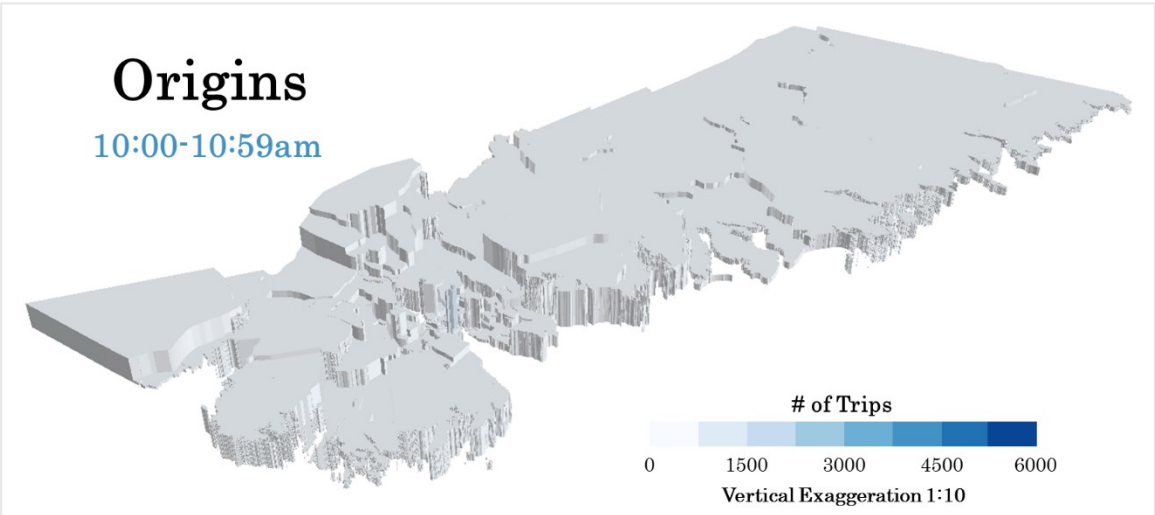 Origins
10:00-10:59am
# of Trips
0 1500 3000 4500 6000
Vertical Exaggeration 1:10